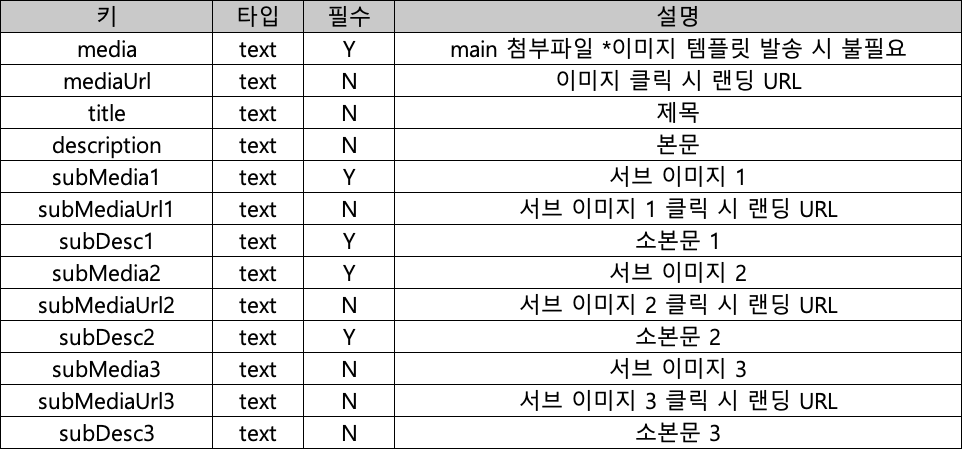 키 타입 필수 설명
media text Y main 첨부파일 *이미지 템플릿 발송 시 불필요
mediaUrl text N 이미지 클릭 시 랜딩 URL
title text N 제목
description text N 본문
subMedia1 text Y 서브 이미지 1
subMediaUrl1 text N 서브 이미지 1 클릭 시 랜딩 URL
subDesc1 text Y 소본문 1
subMedia2 text Y 서브 이미지 2
subMediaUrl2 text N 서브 이미지 2 클릭 시 랜딩 URL
subDesc2 text Y 소본문 2
subMedia3 text N 서브 이미지 3
subMediaUrl3 text N 서브 이미지 3 클릭 시 랜딩 URL
subDesc3 text N 소본문 3